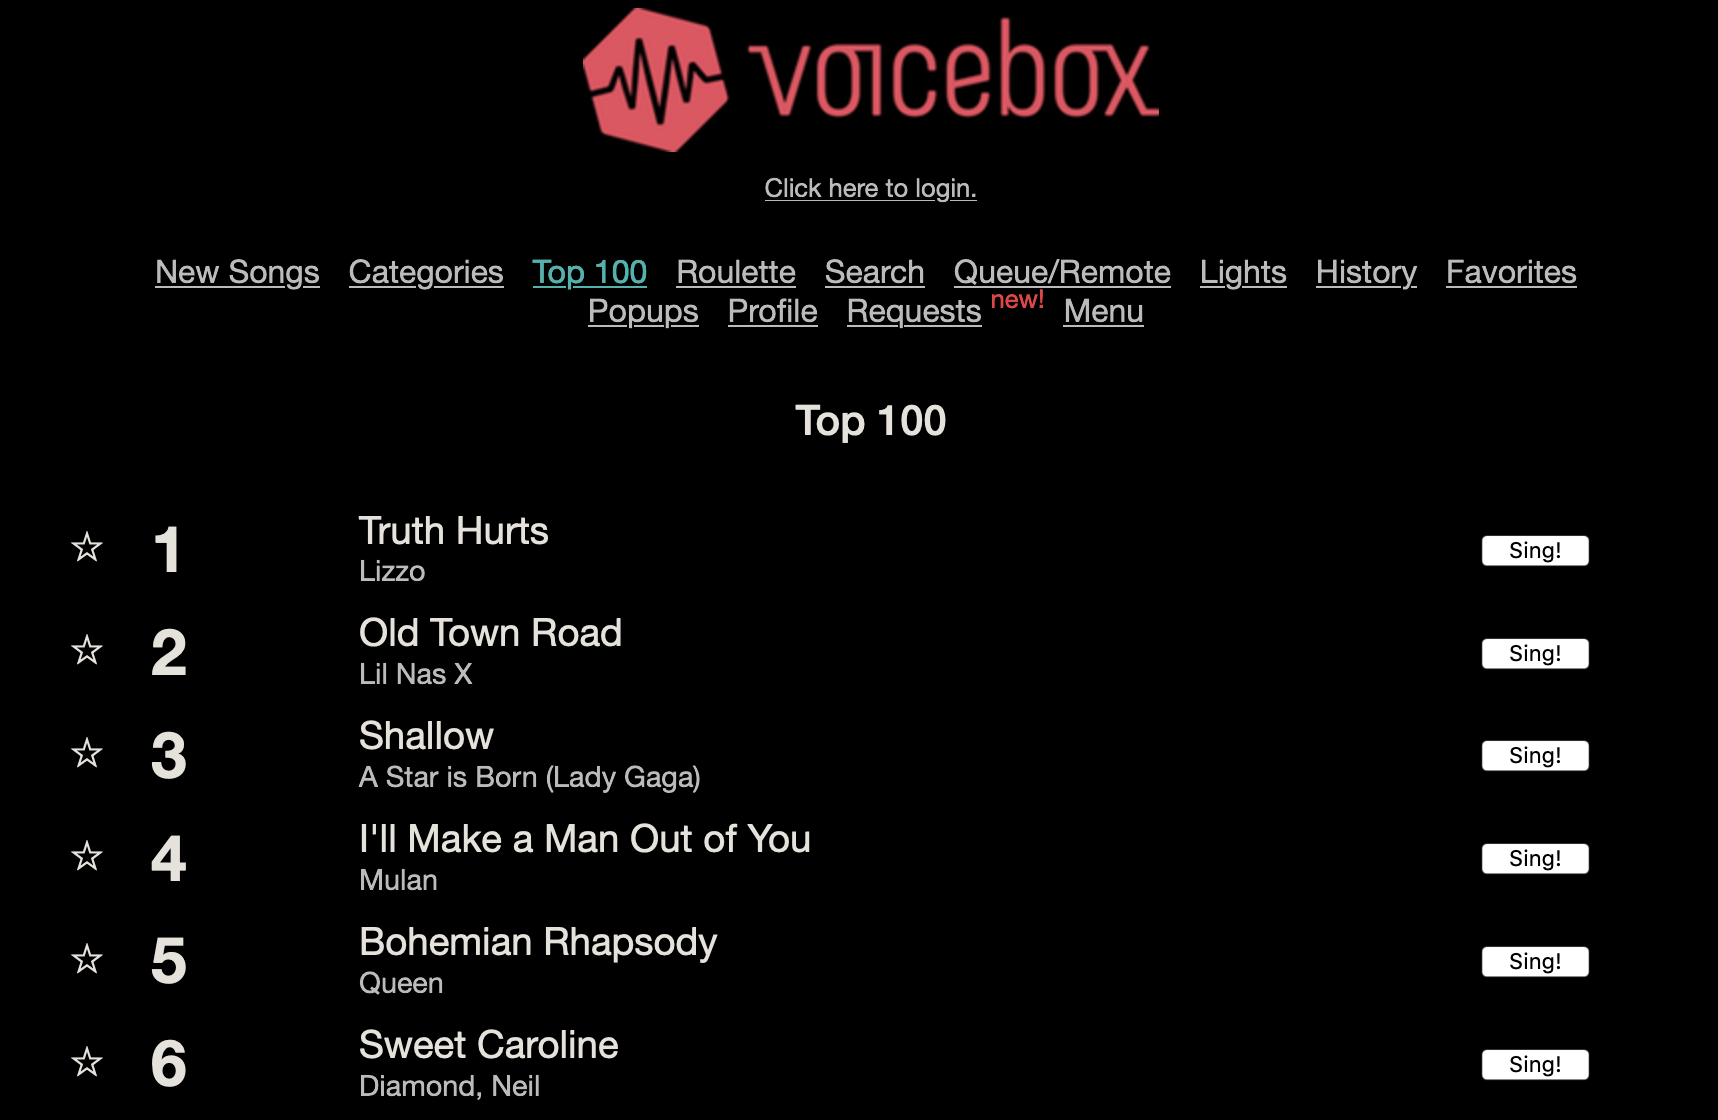 voicebox
Click here to login.
New Songs Categories Top 100 Roulette Search Queue/Remote Lights History Favorites
Popups Profile Requests new! Menu
Top 100
1 Truth Hurts Sing!
Lizzo
2 Old Town Road Sing!
Lil Nas X
3 Shallow Sing!
A Star is Born (Lady Gaga)
4 I'll Make a Man Out of You Sing!
Mulan
5 Bohemian Rhapsody Sing!
Queen
6 Sweet Caroline Sing!
Diamond, Neil